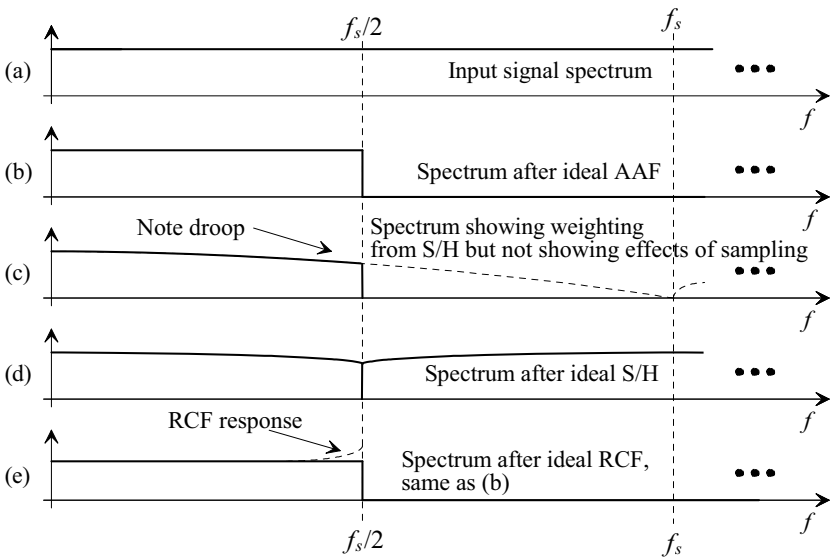 f_s/2
f_s
(a)
Input signal spectrum
f
(b)
Spectrum after ideal AAF
f
(c)
Note droop
Spectrum showing weighting
from S/H but not showing effects of sampling
f
(d)
Spectrum after ideal S/H
f
RCF response
(e)
Spectrum after ideal RCF,
same as (b)
f
f_s/2
f_s